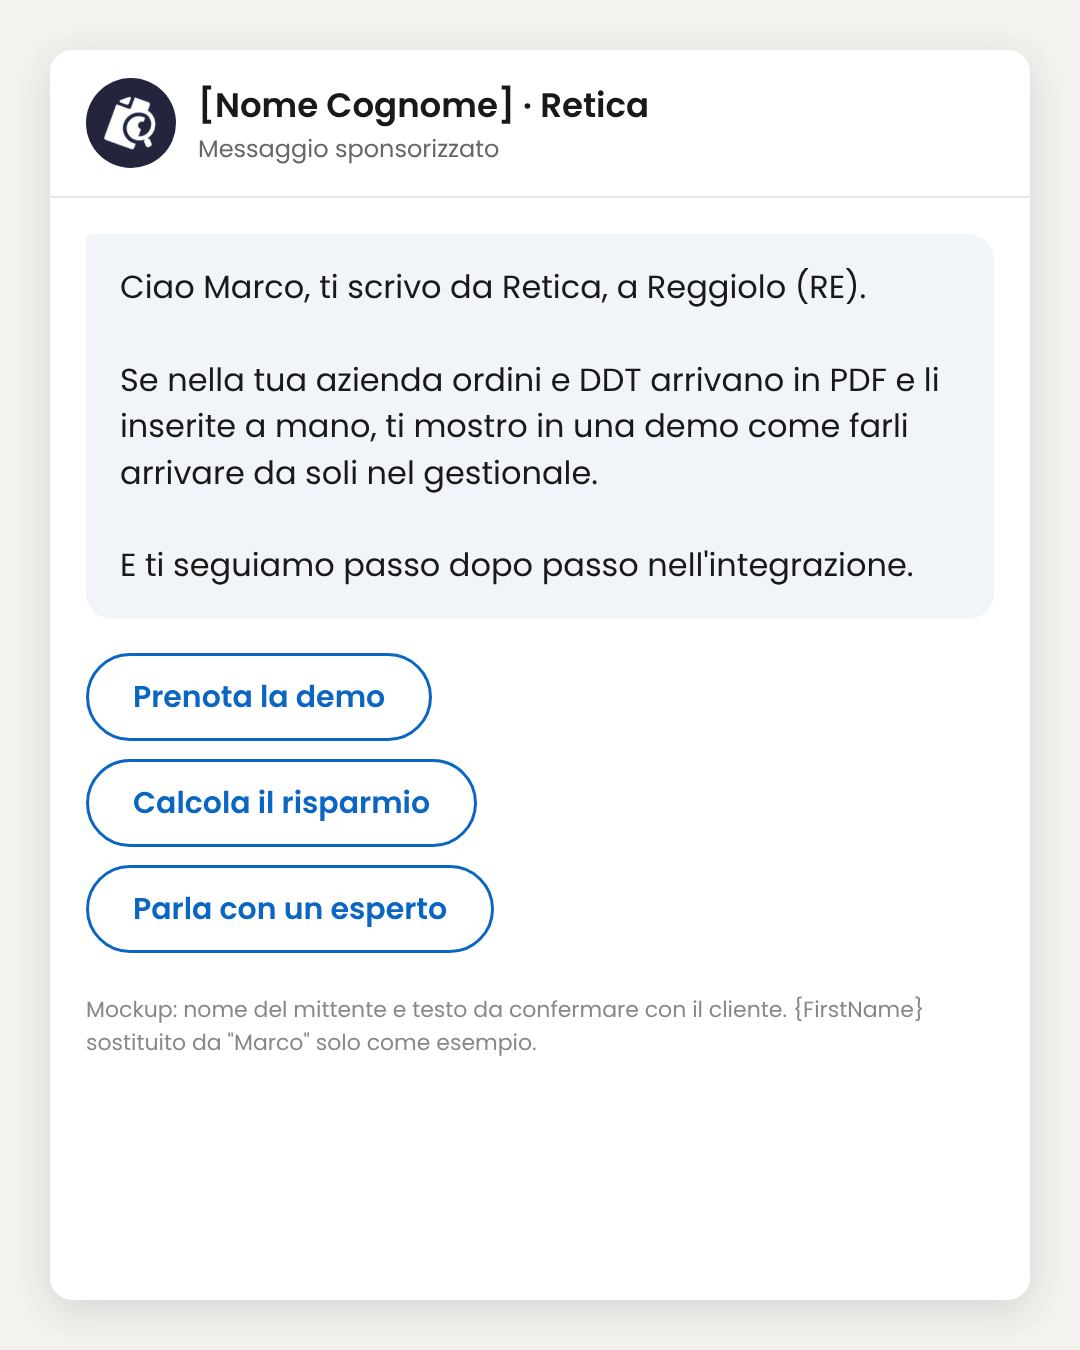 [Nome Cognome] · Retica
Messaggio sponsorizzato
Ciao Marco, ti scrivo da Retica, a Reggiolo (RE).
Se nella tua azienda ordini e DDT arrivano in PDF e li
inserite a mano, ti mostro in una demo come farli
arrivare da soli nel gestionale.
E ti seguiamo passo dopo passo nell'integrazione.
Prenota la demo
Calcola il risparmio
Parla con un esperto
Mockup: nome del mittente e testo da confermare con il cliente. {FirstName}
sostituito da "Marco" solo come esempio.